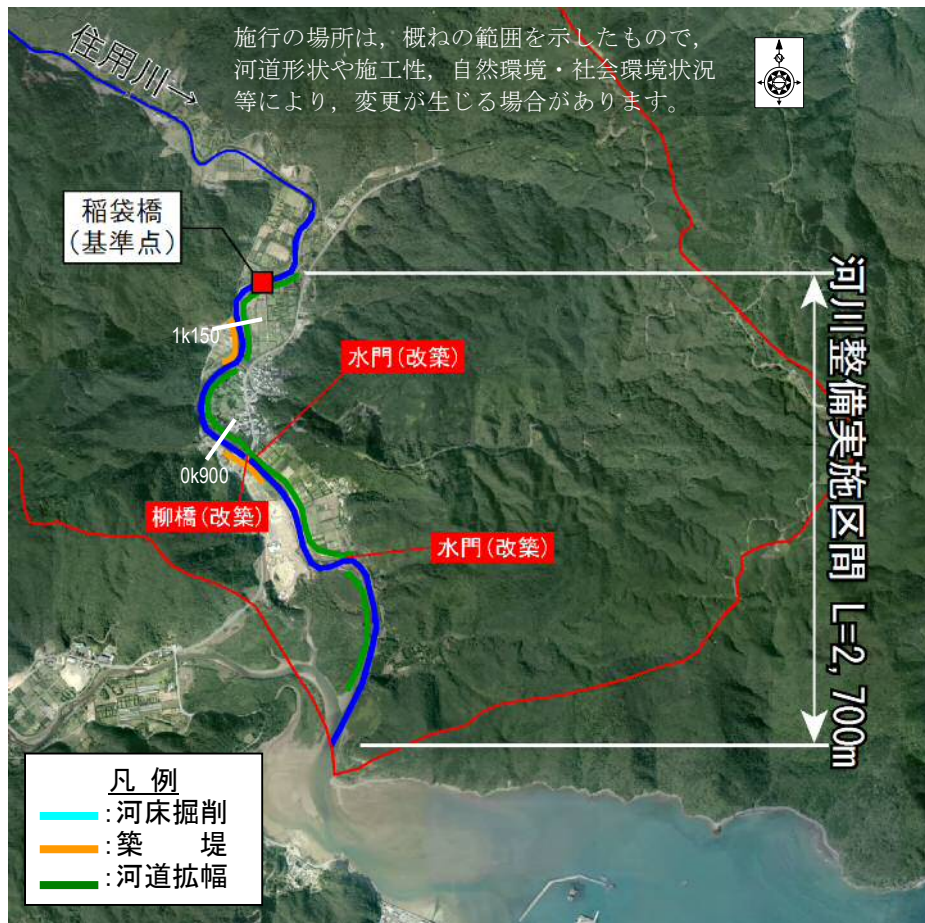 施行の場所は，概ねの範囲を示したもので，
河道形状や施工性，自然環境・社会環境状況
等により，変更が生じる場合があります。
住用川→
稲袋橋
(基準点)
1k150
水門(改築)
0k900
柳橋(改築)
水門(改築)
河川整備実施区間 L=2,700m
凡 例
:河床掘削
:築 堤
:河道拡幅